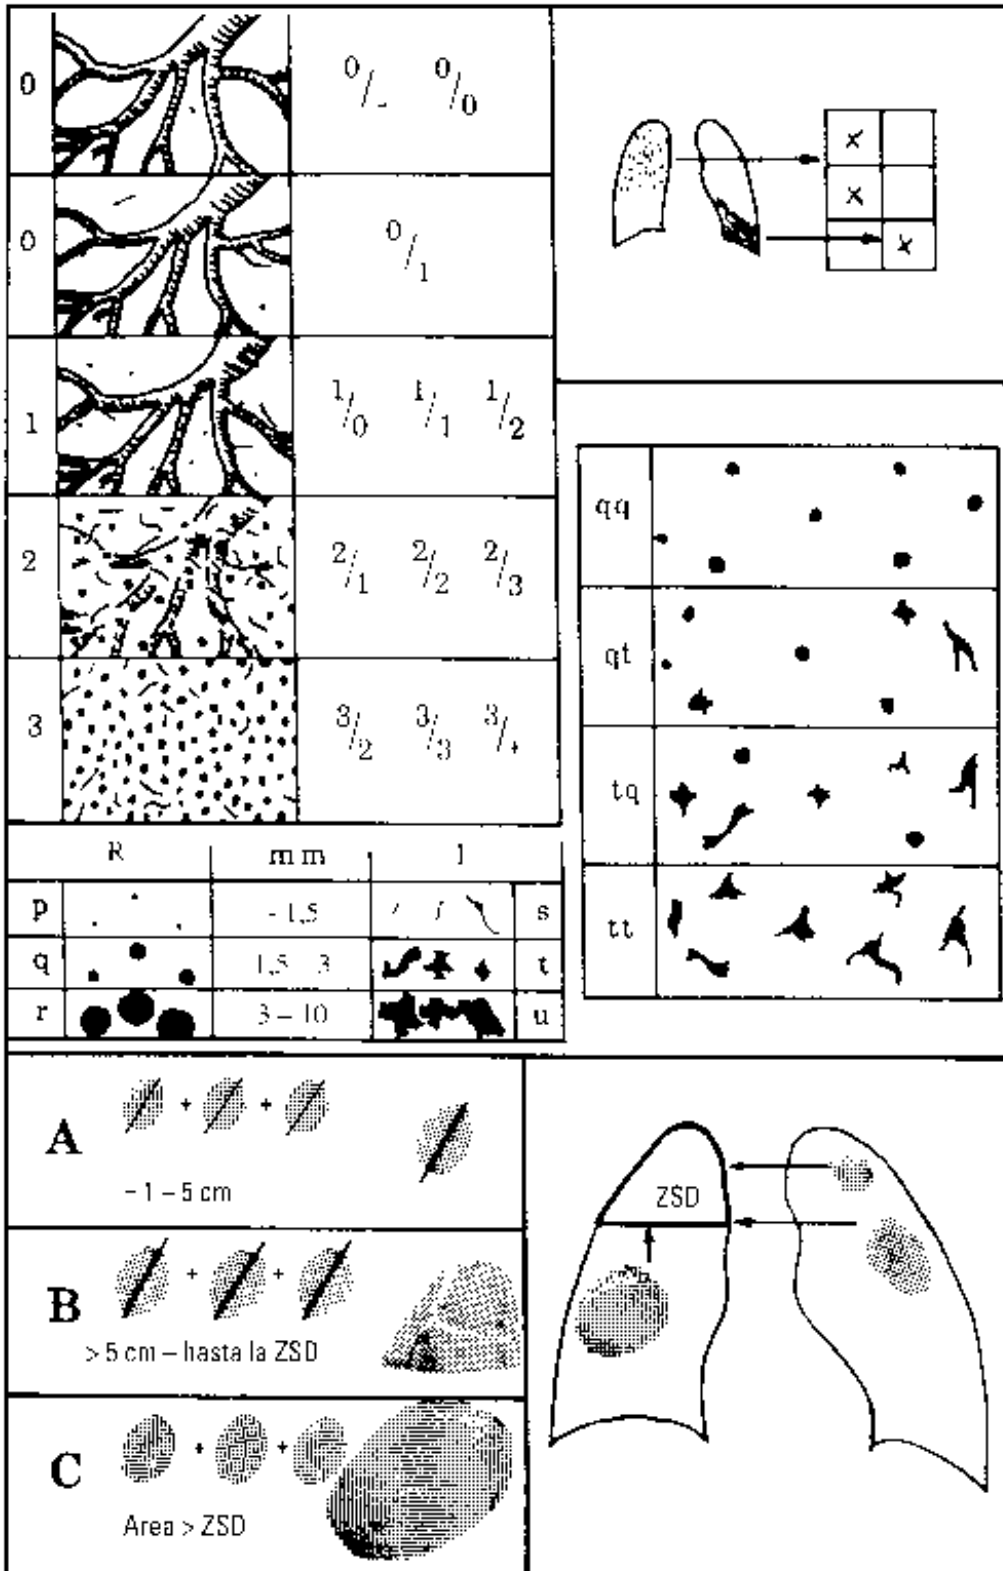 0 0/- 0/0
0 0/1
1 1/0 1/1 1/2
2 2/1 2/2 2/3
3 3/2 3/3 3/+
x
x
x
qq
qt
tq
tt
R mm I
p - 1,5 s
q 1,5 3 t
r 3 – 10 u
A + +
– 1 – 5 cm
B + +
> 5 cm – hasta la ZSD
C + +
Area > ZSD
ZSD